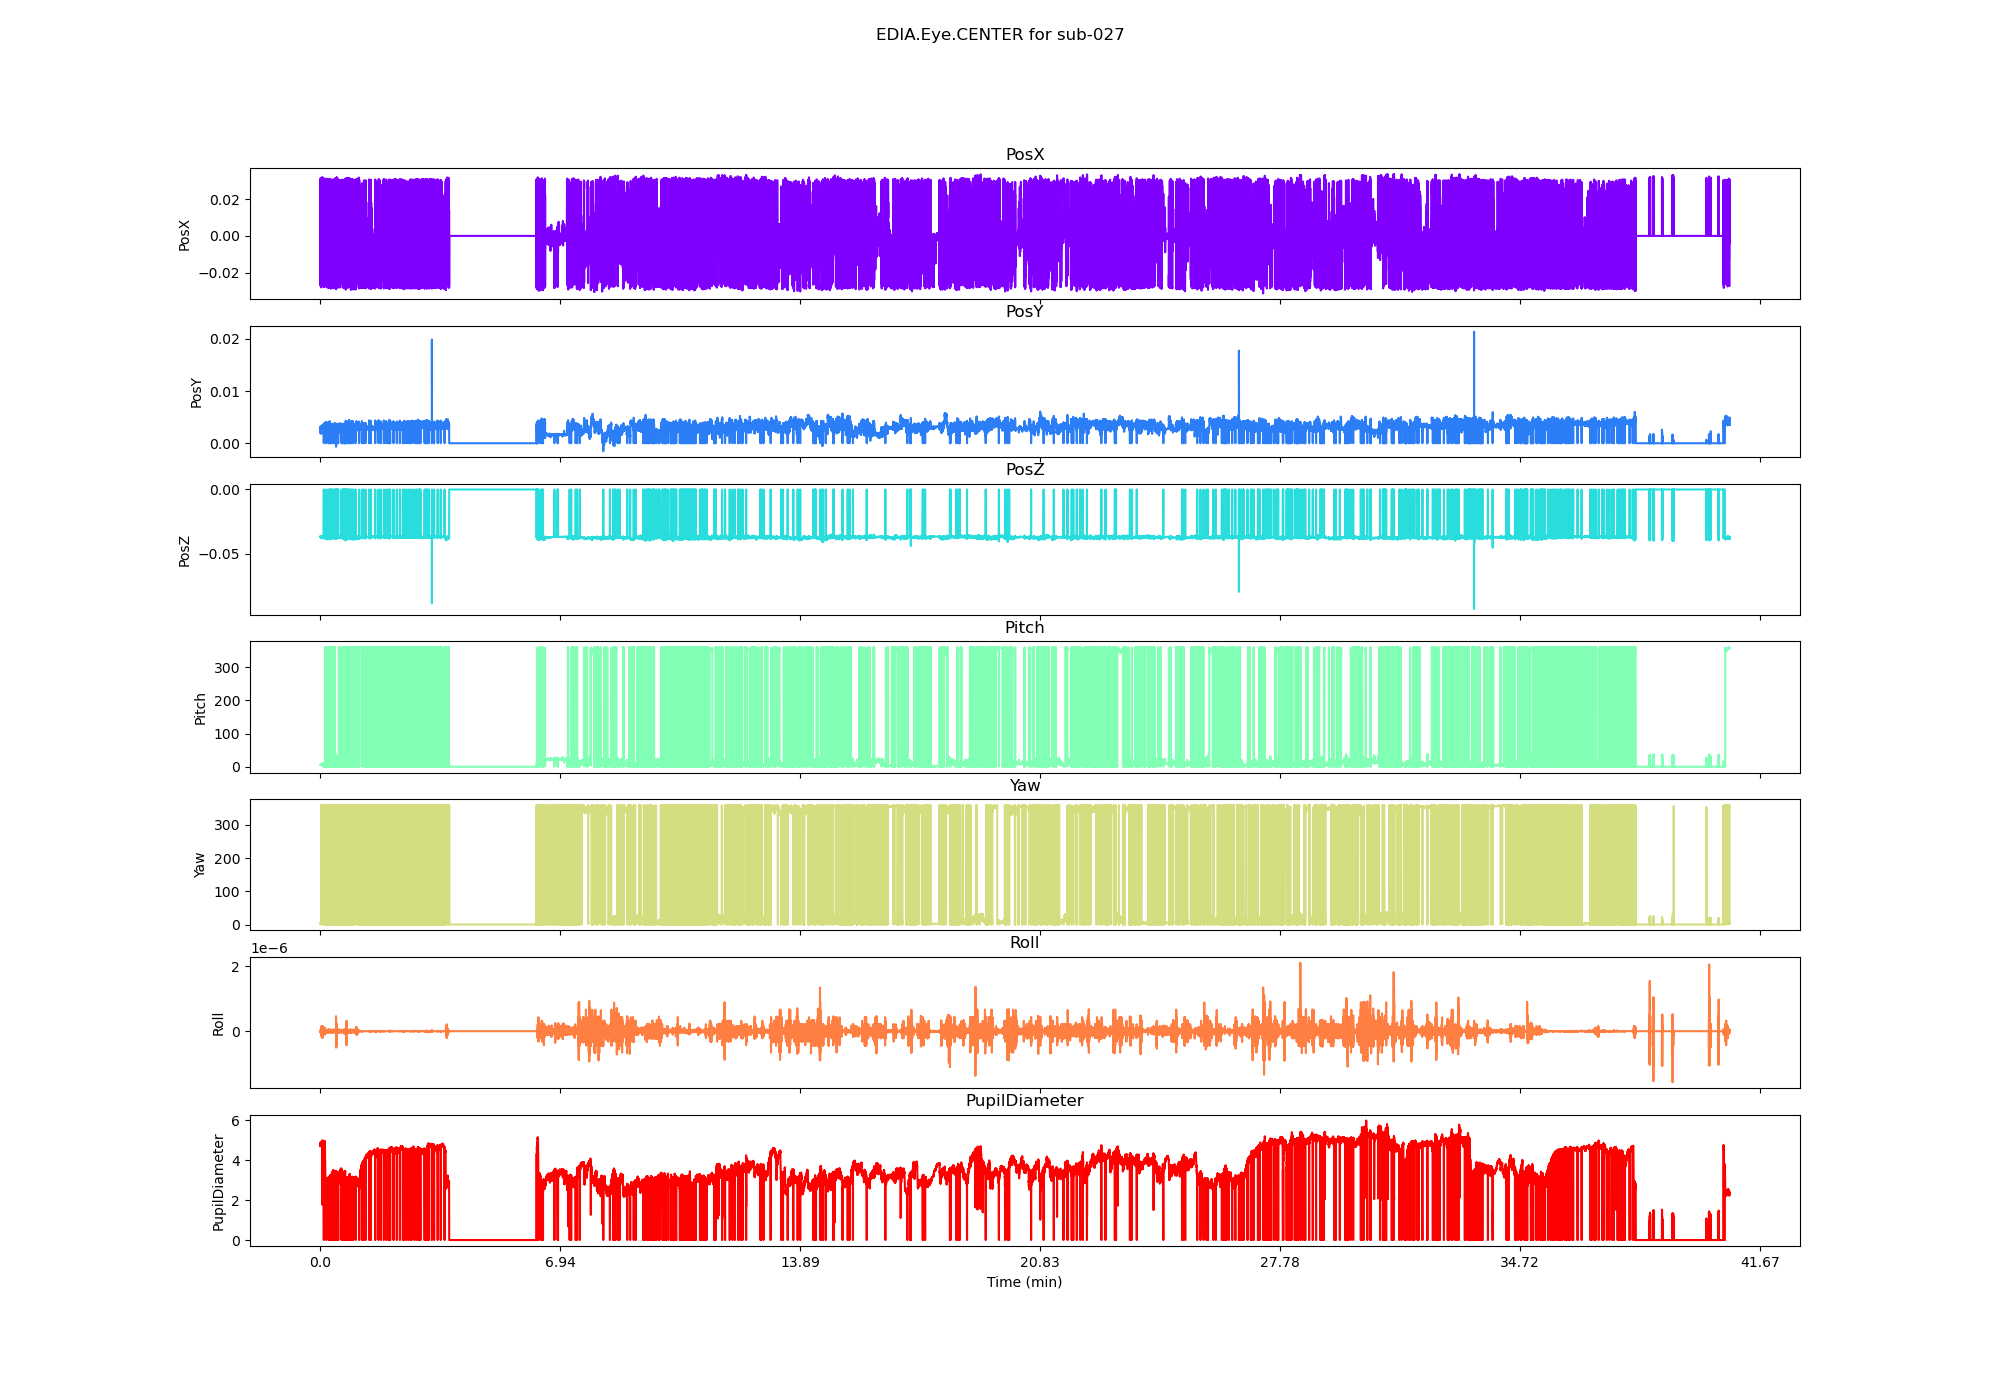 EDIA.Eye.CENTER for sub-027
PosX
PosX
0.02
0.00
−0.02
PosY
PosY
0.02
0.01
0.00
PosZ
PosZ
0.00
−0.05
Pitch
Pitch
300
200
100
0
Yaw
Yaw
300
200
100
0
1e−6
Roll
Roll
2
0
PupilDiameter
PupilDiameter
6
4
2
0
0.0 6.94 13.89 20.83 27.78 34.72 41.67
Time (min)